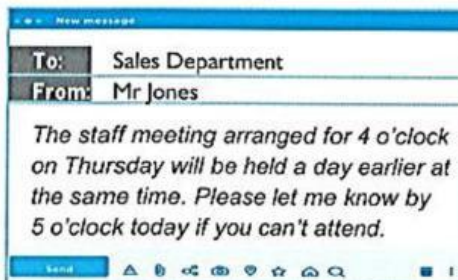 New message
To: Sales Department
From: Mr Jones
The staff meeting arranged for 4 o'clock
on Thursday will be held a day earlier at
the same time. Please let me know by
5 o'clock today if you can't attend.
Send